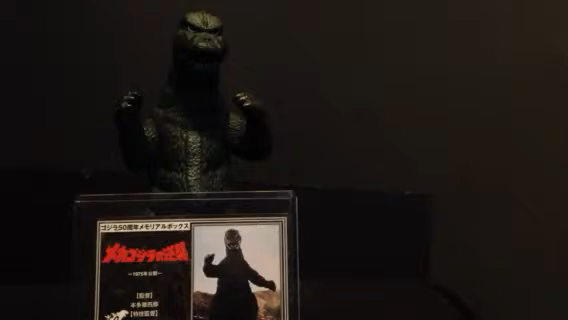 ゴジラ50周年メモリアルボックス
メカゴジラの逆襲
—1975年公開—
[監督]
本多猪四郎
[特技監督]